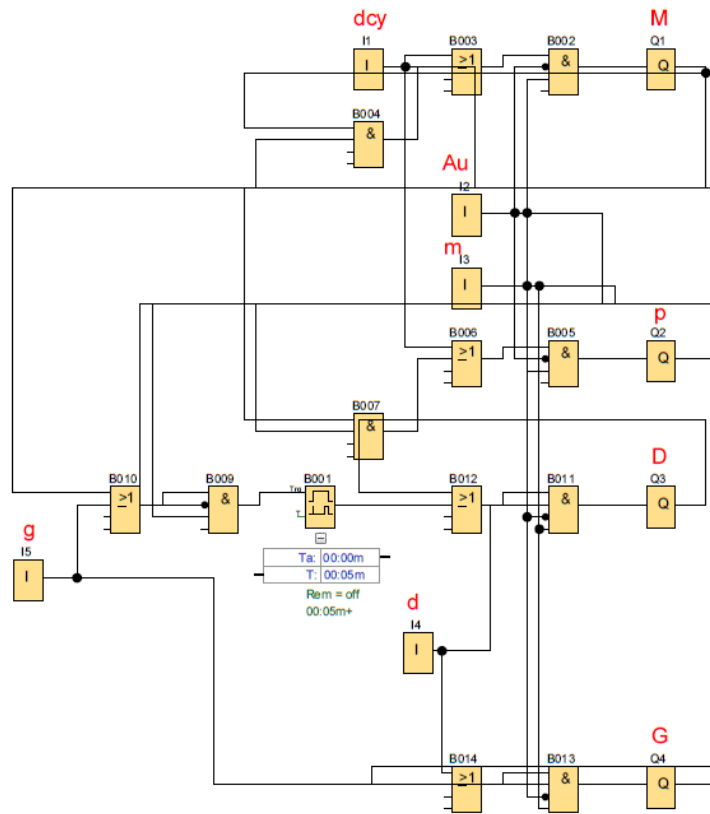 dcy M
I1 B003 B002 Q1
I ≥1 & Q
B004
&
Au
I2
I
m
I3
I
p
B006 B005 Q2
≥1 & Q
B007
&
D
B010 B009 B001 B012 B011 Q3
≥1 & Trg ≥1 & Q
T
g
I5
I
Ta: 00:00m
T: 00:05m
Rem = off
00:05m+
d
I4
I
G
B014 B013 Q4
≥1 & Q